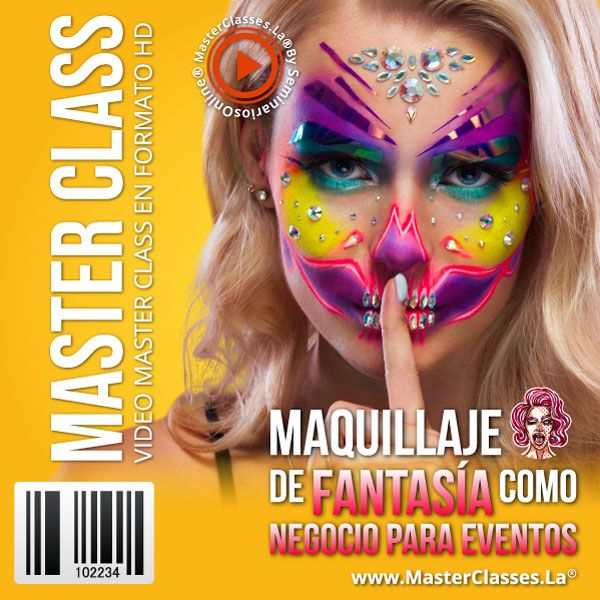 MASTER CLASS
VIDEO MASTER CLASS EN FORMATO HD
MasterClasses.La® By SeminariosOnline®
MAQUILLAJE
DE FANTASÍA COMO
NEGOCIO PARA EVENTOS
102234
www.MasterClasses.La®